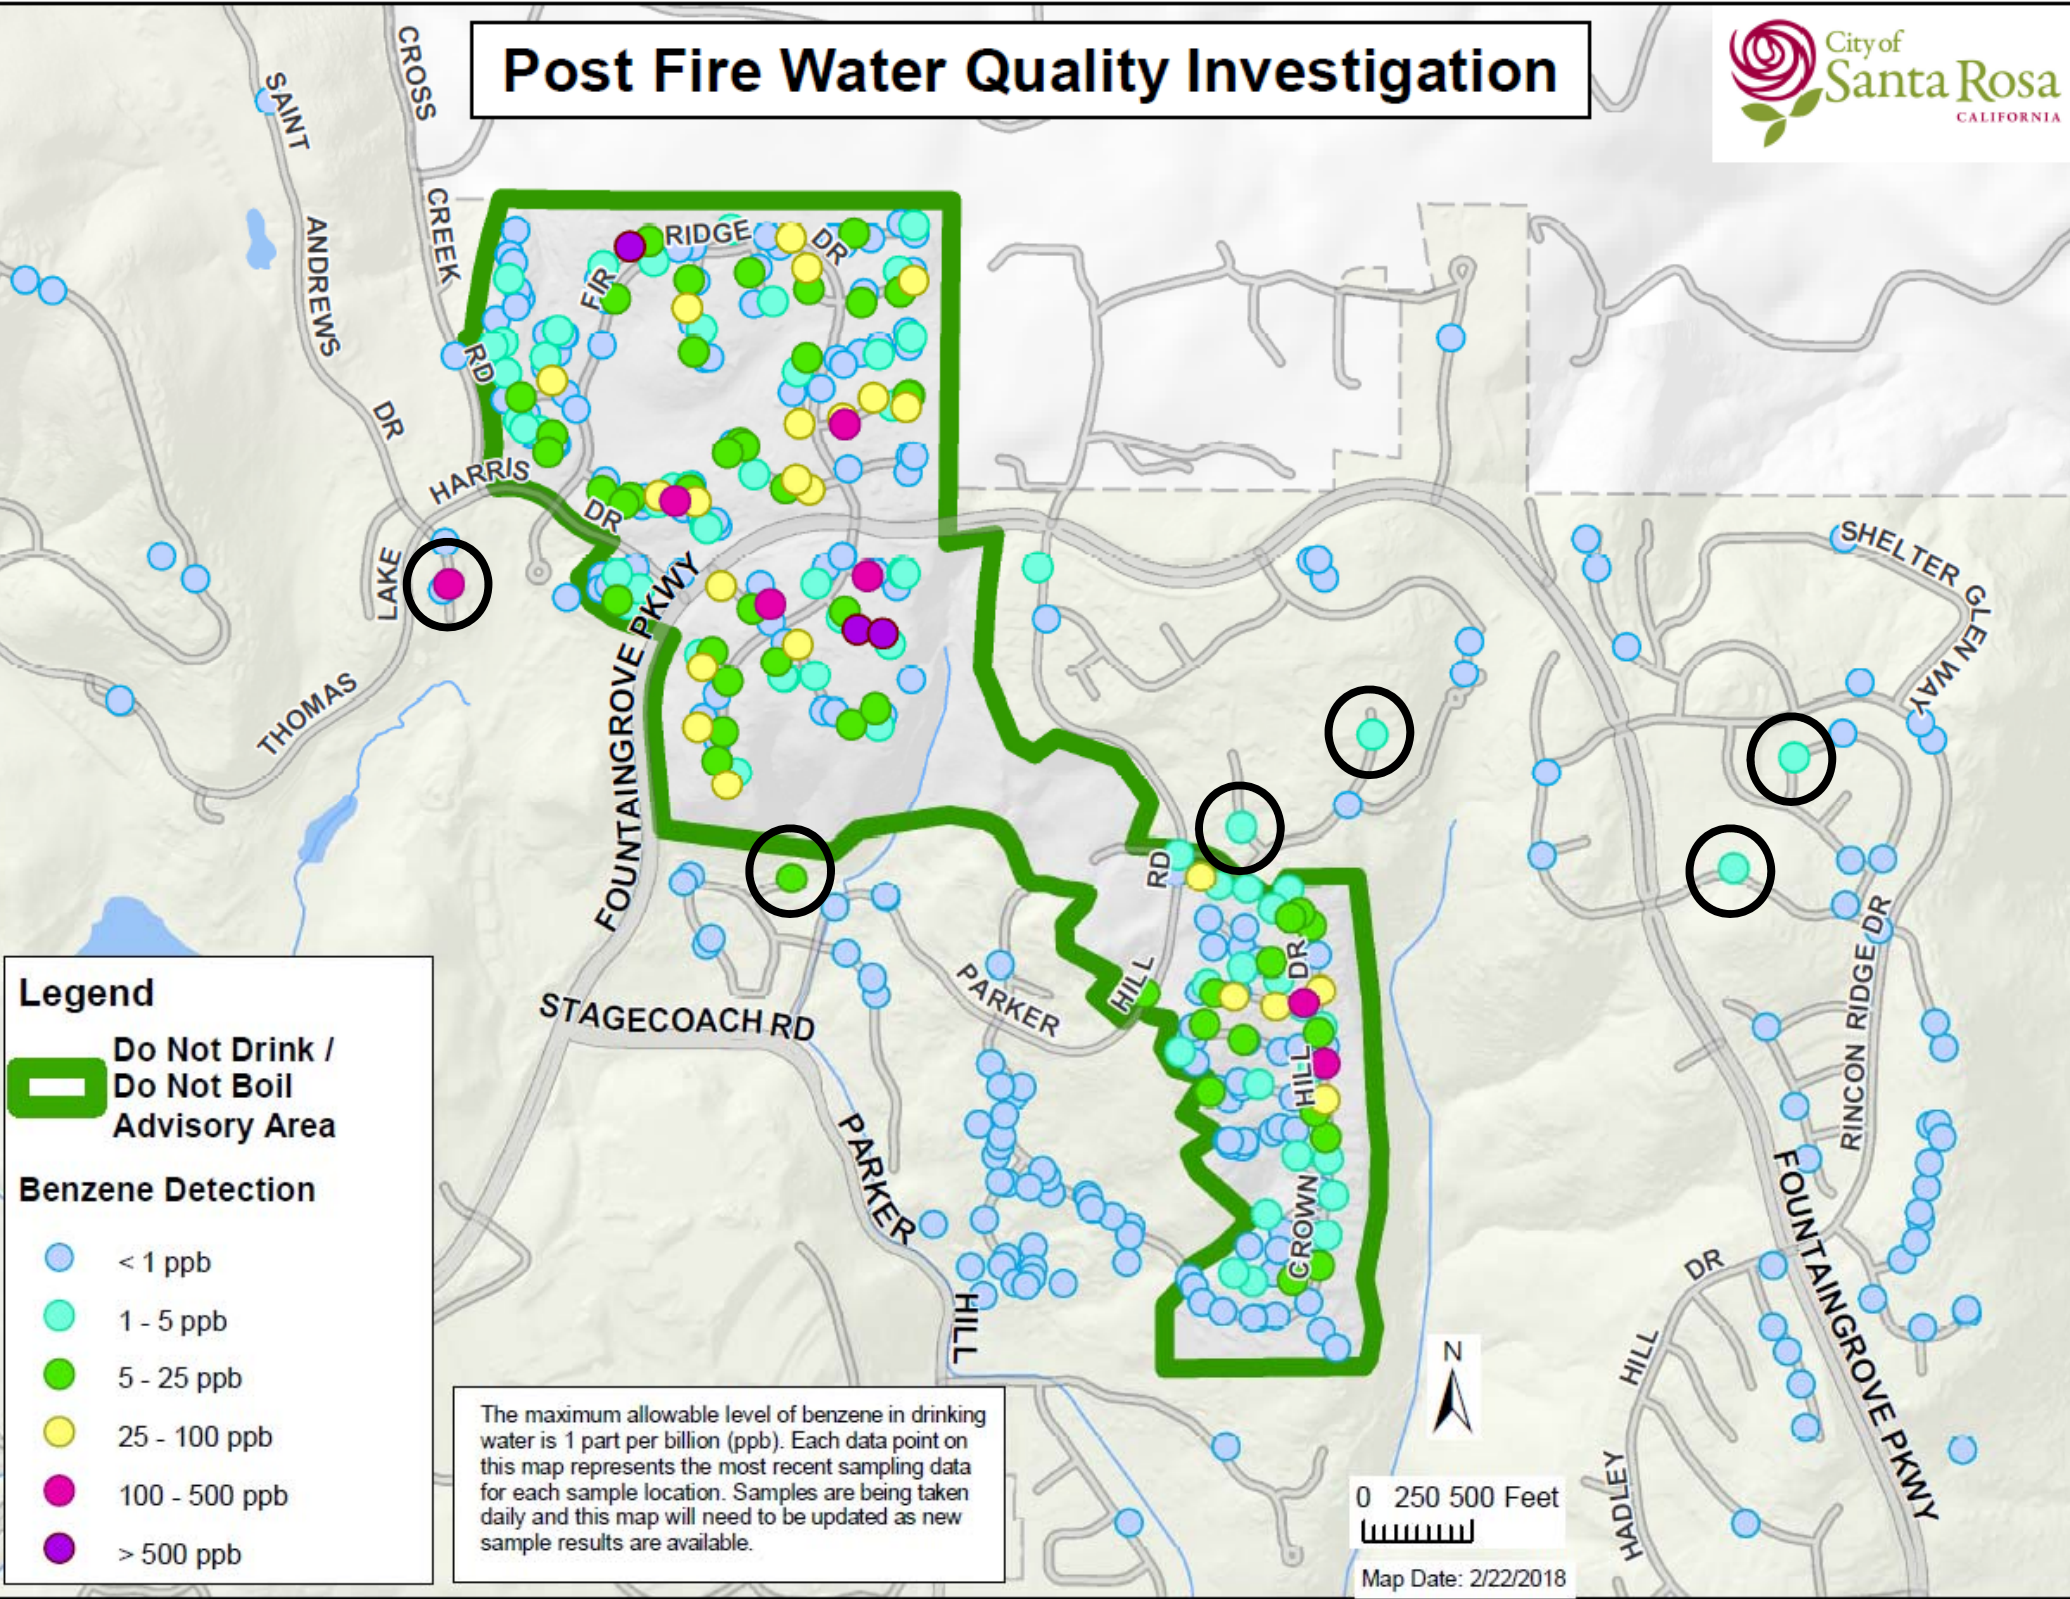 Post Fire Water Quality Investigation
City of
Santa Rosa
CALIFORNIA
SAINT
ANDREWS
DR
CROSS
CREEK
RD
FIR
RIDGE
DR
HARRIS
DR
LAKE
THOMAS
FOUNTAINGROVE PKWY
SHELTER GLEN WAY
STAGECOACH RD
PARKER
HILL
RD
PARKER
HILL
CROWN
HILL
DR
RINCON RIDGE DR
FOUNTAINGROVE PKWY
HADLEY
HILL
DR
Legend
Do Not Drink /
Do Not Boil
Advisory Area
Benzene Detection
< 1 ppb
1 - 5 ppb
5 - 25 ppb
25 - 100 ppb
100 - 500 ppb
> 500 ppb
The maximum allowable level of benzene in drinking
water is 1 part per billion (ppb). Each data point on
this map represents the most recent sampling data
for each sample location. Samples are being taken
daily and this map will need to be updated as new
sample results are available.
N
0 250 500 Feet
Map Date: 2/22/2018